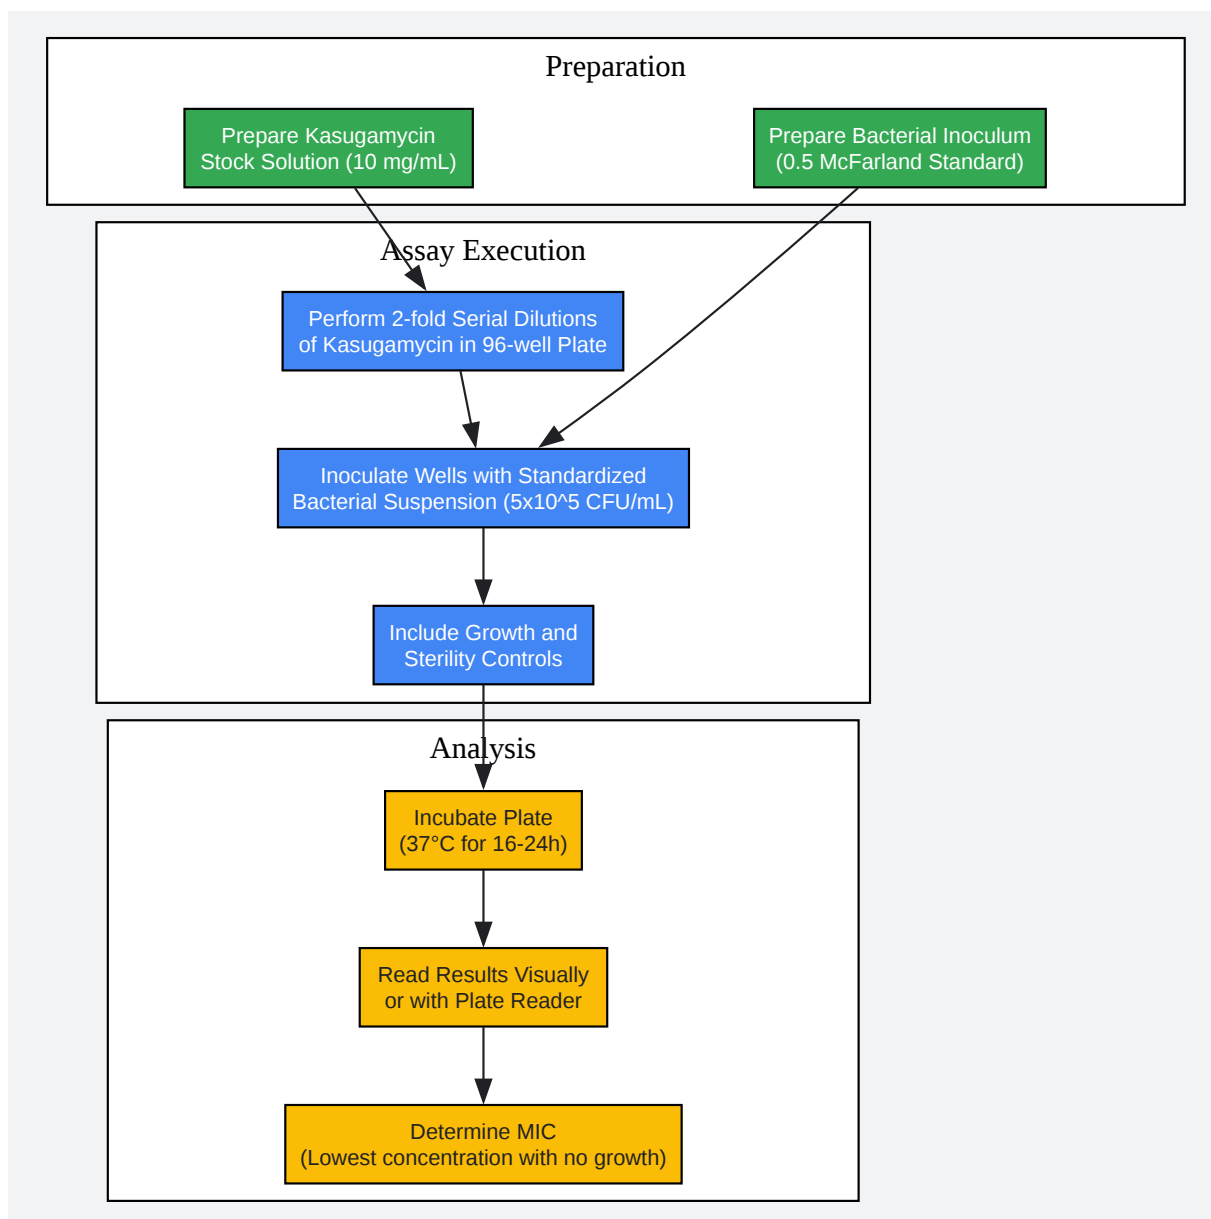 Preparation
Prepare Kasugamycin
Stock Solution (10 mg/mL)
Prepare Bacterial Inoculum
(0.5 McFarland Standard)
Assay Execution
Perform 2-fold Serial Dilutions
of Kasugamycin in 96-well Plate
Inoculate Wells with Standardized
Bacterial Suspension (5x10^5 CFU/mL)
Include Growth and
Sterility Controls
Analysis
Incubate Plate
(37°C for 16-24h)
Read Results Visually
or with Plate Reader
Determine MIC
(Lowest concentration with no growth)